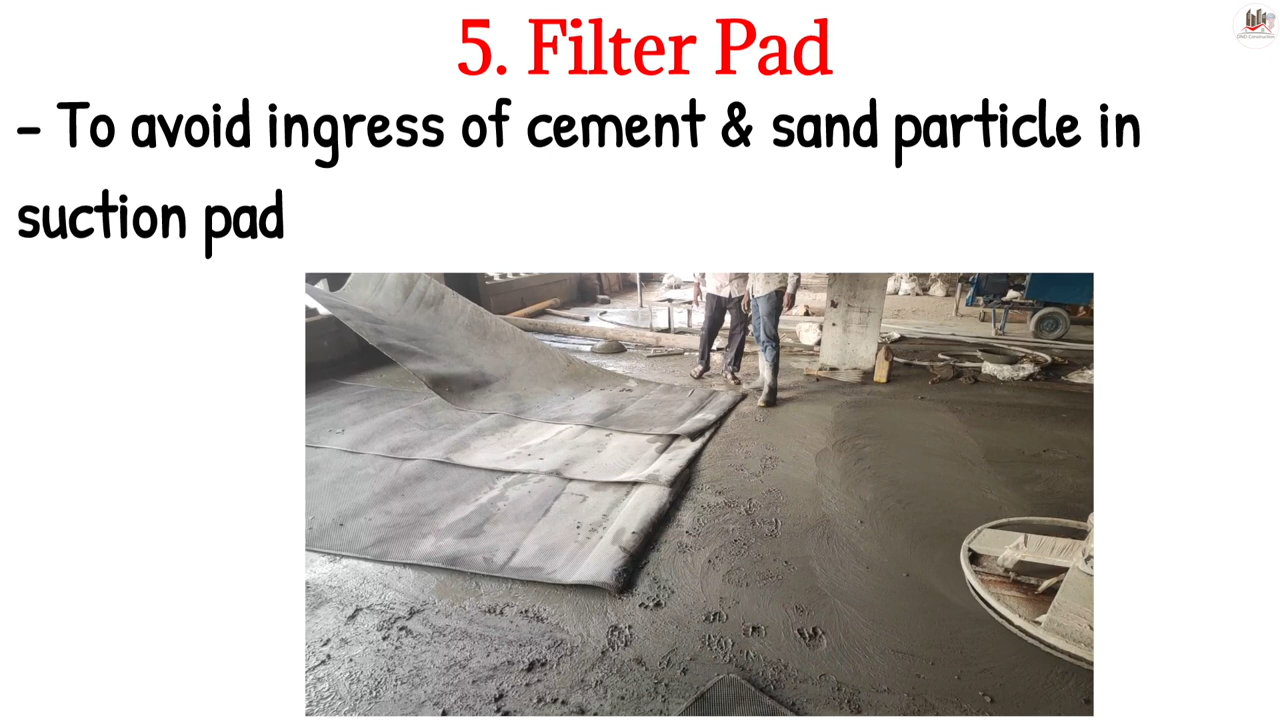 5. Filter Pad
- To avoid ingress of cement & sand particle in
suction pad